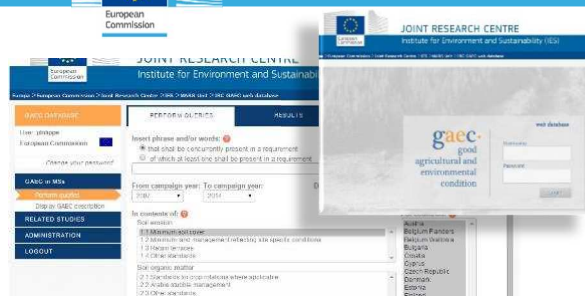 European
Commission
JOINT RESEARCH CENTRE
Institute for Environment and Sustainability (IES)
web database
gaec
good
agricultural and
environmental
condition
European
Commission
JOINT RESEARCH CENTRE
Institute for Environment and Sustainabil
Europa > European Commission > Joint Research Centre > IES > MARS Unit > JRC GAEC web database
GAEC DATABASE
User: philippe
European Commission
Change your password
GAEC in MSs
Perform queries
Display GAEC description
RELATED STUDIES
ADMINISTRATION
LOGOUT
PERFORM QUERIES
RESULTS
Insert phrase and/or words:
that shall be concurrently present in a requirement
of which at least one shall be present in a requirement
From campaign year: To campaign year:
2007
2014
In contents of:
Soil erosion
1.1 Minimum soil cover
1.2 Minimum land management reflecting site specific conditions
1.3 Retain terraces
1.4 Other standards
Soil organic matter
2.1 Standards for crop rotations where applicable
2.2 Arable stubble management
2.3 Other standards
Austria
Belgium Flanders
Belgium Wallonia
Bulgaria
Croatia
Cyprus
Czech Republic
Denmark
Estonia
Finland